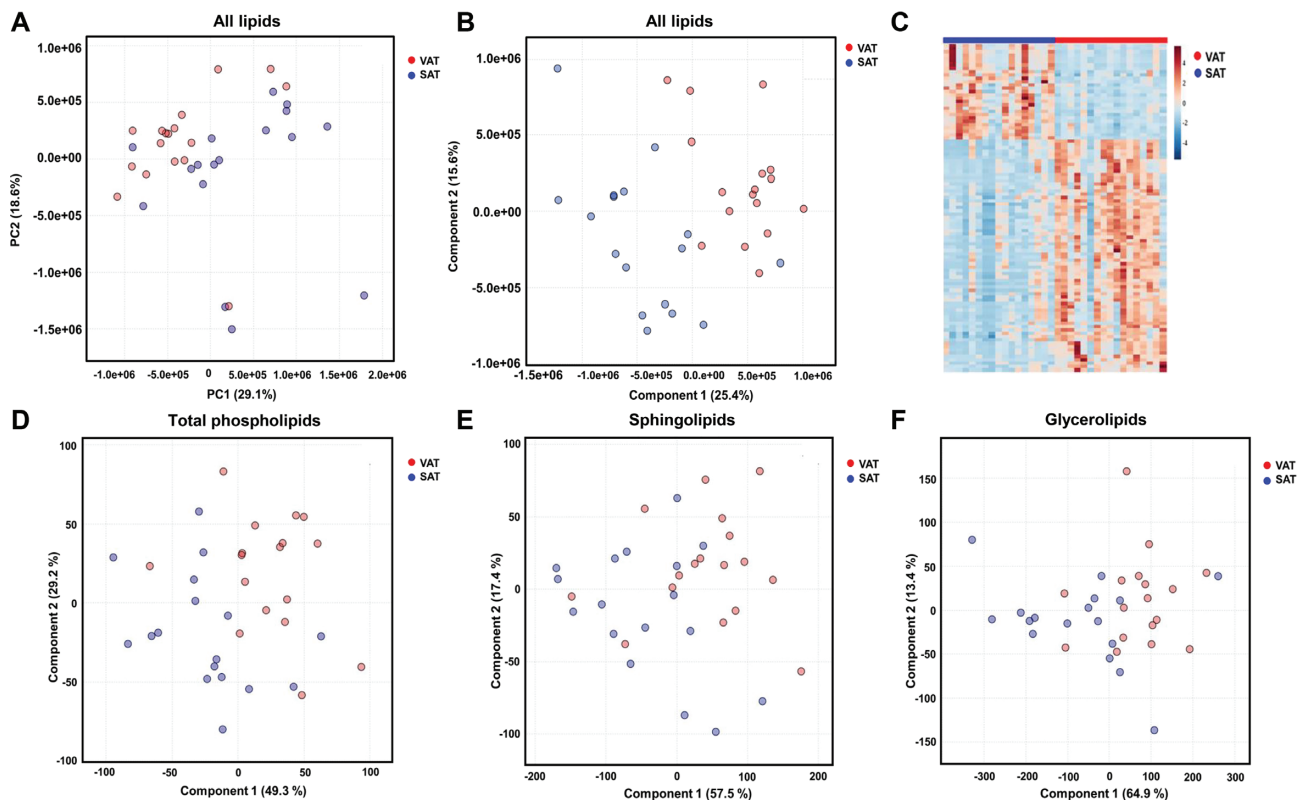 A
All lipids
1.0e+06
5.0e+05
0.0e+00
-5.0e+05
-1.0e+06
-1.5e+06
PC2 (18.6%)
-1.0e+06
-5.0e+05
0
5.0e+05
1.0e+06
1.5e+06
2.0e+06
PC1 (29.1%)
VAT
SAT
B
All lipids
1.0e+06
5.0e+05
0.0.e+00
-5.0e+05
-1.0e+06
Component 2 (15.6%)
-1.5e+06
-1.0e+06
-5.0e+05
0.0.e+00
5.0e+05
1.0e+06
Component 1 (25.4%)
VAT
SAT
C
4
2
0
-2
-4
VAT
SAT
D
Total phospholipids
100
50
0
-50
-100
Component 2 (29.2 %)
-100
-50
0
50
100
Component 1 (49.3 %)
VAT
SAT
E
Sphingolipids
100
50
0
-50
-100
Component 2 (17.4 %)
-200
-100
0
100
200
Component 1 (57.5 %)
VAT
SAT
F
Glycerolipids
150
100
50
0
-50
-100
-150
Component 2 (13.4 %)
-300
-200
-100
0
100
200
300
Component 1 (64.9 %)
VAT
SAT